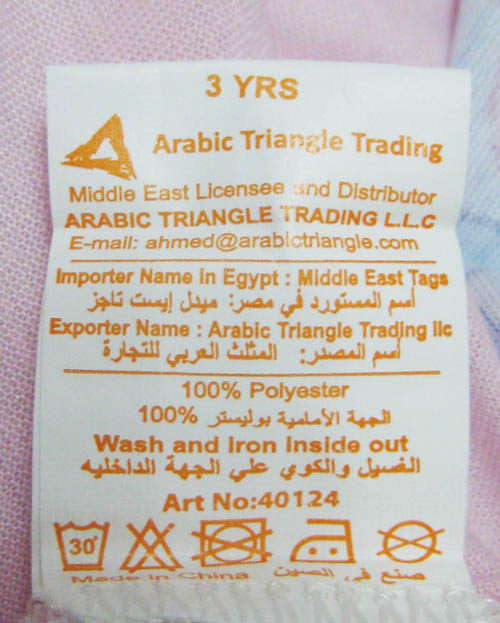 3 YRS
Arabic Triangle Trading
Middle East Licensee and Distributor
ARABIC TRIANGLE TRADING L.L.C
E-mail: ahmed@arabictriangle.com
Importer Name in Egypt : Middle East Tags
أسم المستورد في مصر: ميدل إيست تاجز
Exporter Name : Arabic Triangle Trading llc
أسم المصدر: المثلث العربي للتجارة
100% Polyester
الجهة الأمامية بوليستر 100%
Wash and iron Inside out
الغسيل والكوي علي الجهة الداخليه
Art No:40124
30°
Made in China صنع في الصين